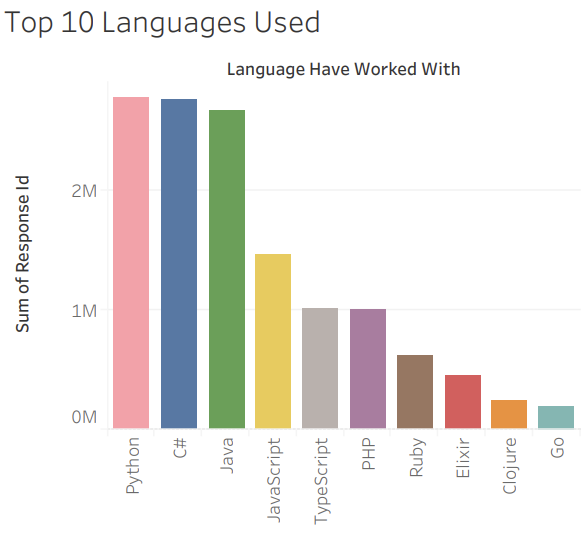 Top 10 Languages Used
Language Have Worked With
Sum of Response Id
2M
1M
0M
Python
C#
Java
JavaScript
TypeScript
PHP
Ruby
Elixir
Clojure
Go